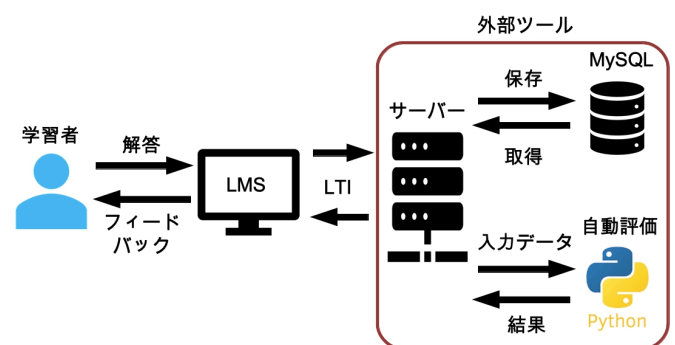 外部ツール
MySQL
保存
サーバー
取得
学習者
解答
LMS
LTI
フィード
バック
自動評価
入力データ
Python
結果